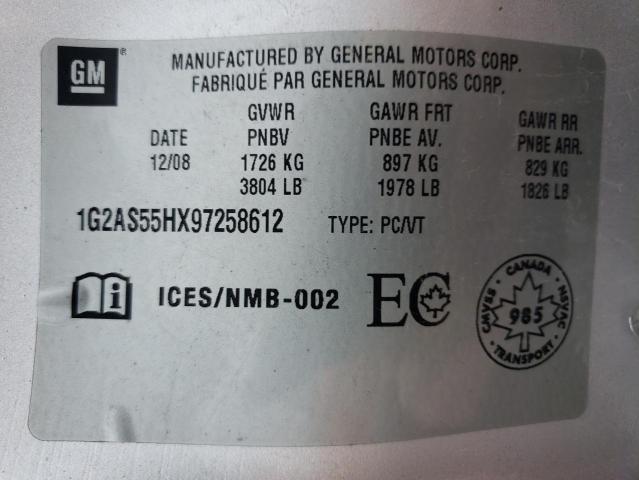 GM®
MANUFACTURED BY GENERAL MOTORS CORP.
FABRIQUÉ PAR GENERAL MOTORS CORP.
GVWR GAWR FRT GAWR RR
DATE PNBV PNBE AV. PNBE ARR.
12/08 1726 KG 897 KG 829 KG
3804 LB 1978 LB 1826 LB
1G2AS55HX97258612 TYPE: PC/VT
i ICES/NMB-002 EC
CANADA
CMVSS
NSVAC
985
TRANSPORT